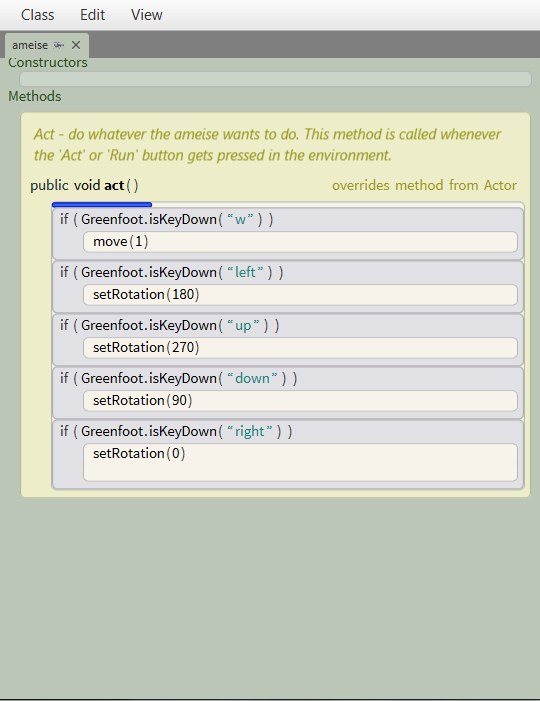 Class Edit View
ameise
Constructors
Methods
Act - do whatever the ameise wants to do. This method is called whenever
the 'Act' or 'Run' button gets pressed in the environment.
public void act() overrides method from Actor
if ( Greenfoot.isKeyDown( “w” ) )
move(1)
if ( Greenfoot.isKeyDown( “left” ) )
setRotation(180)
if ( Greenfoot.isKeyDown( “up” ) )
setRotation(270)
if ( Greenfoot.isKeyDown( “down” ) )
setRotation(90)
if ( Greenfoot.isKeyDown( “right” ) )
setRotation(0)